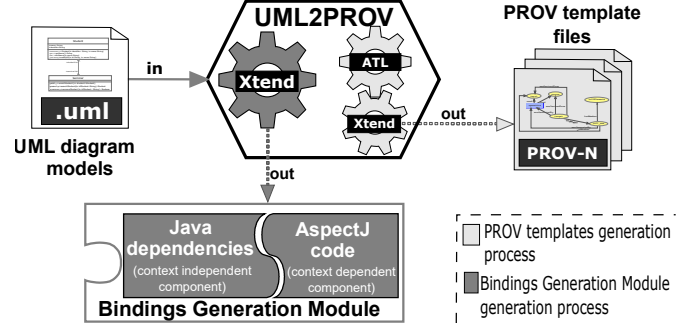 UML2PROV
PROV template
files
in
Xtend
ATL
Xtend
out
.uml
PROV-N
UML diagram
models
out
Java
dependencies
(context independent
component)
AspectJ
code
(context dependent
component)
Bindings Generation Module
PROV templates generation
process
Bindings Generation Module
generation process